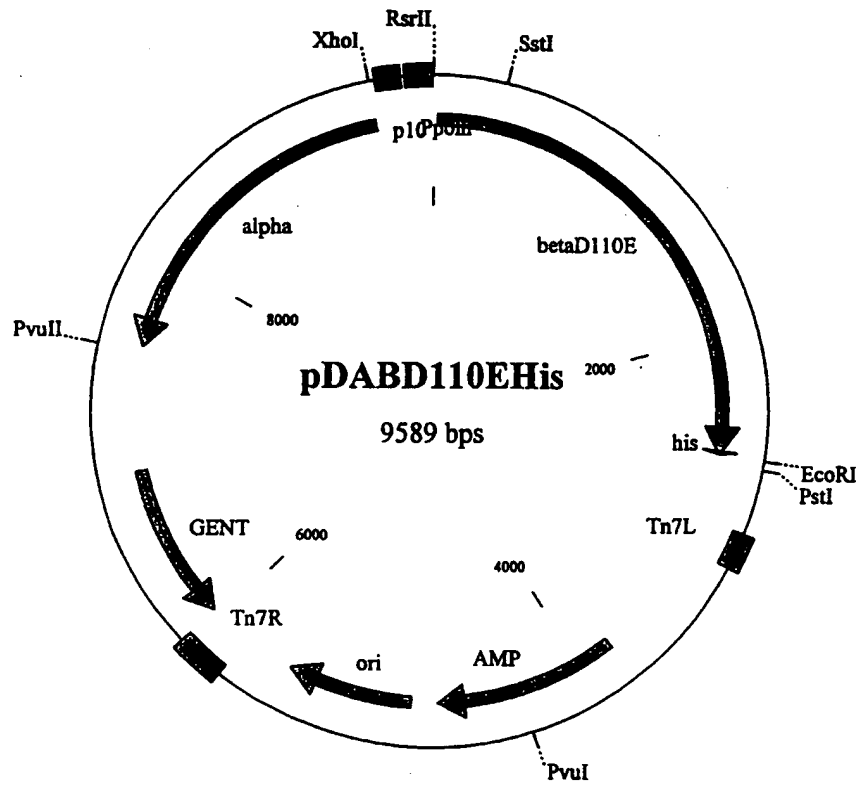 RsrII
XhoI
SstI
p10
Ppolh
alpha
betaD110E
8000
PvuII
2000
pDABD110EHis
9589 bps
his
EcoRI
PstI
GENT
6000
Tn7L
4000
Tn7R
ori
AMP
PvuI